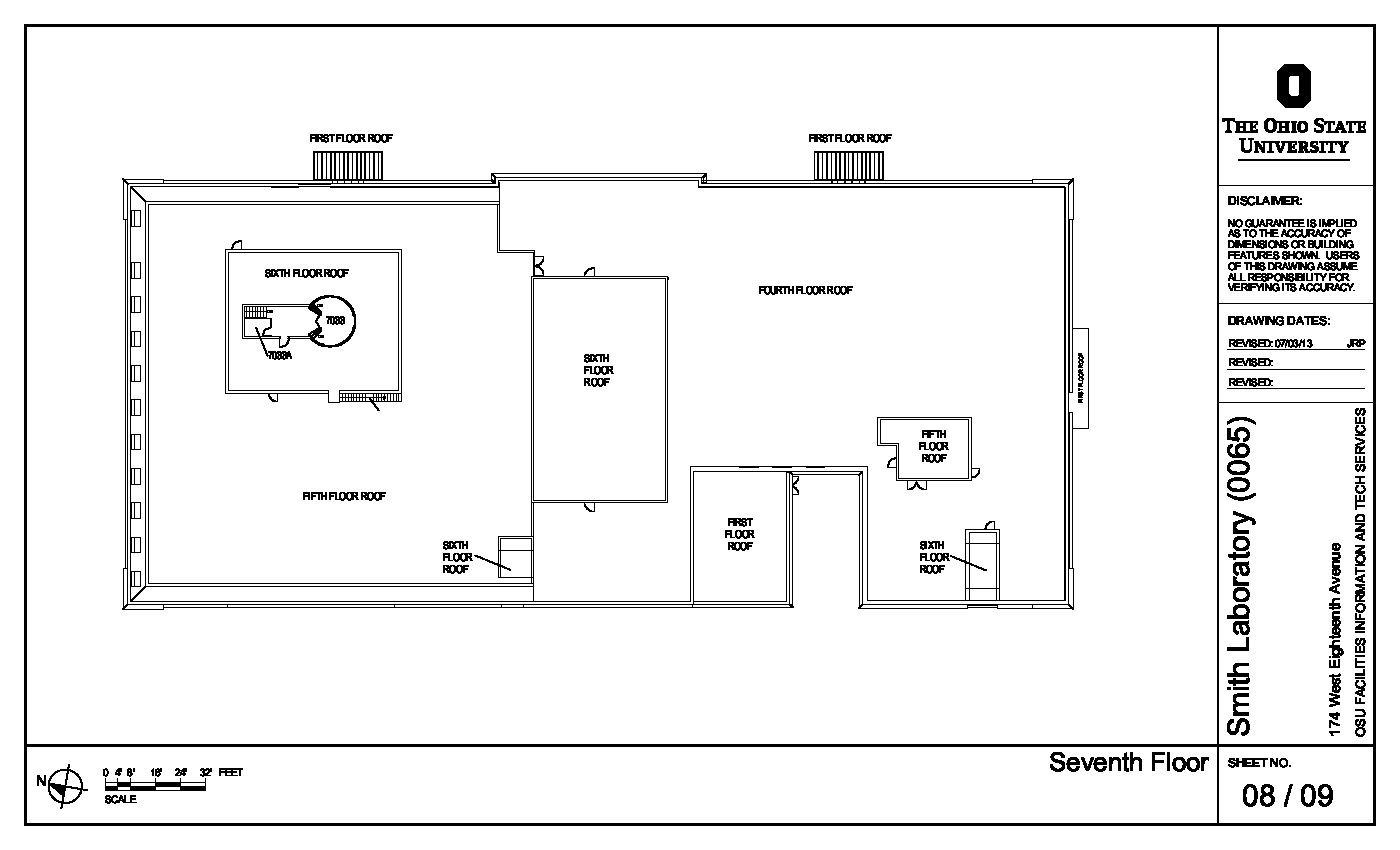 FIRST FLOOR ROOF
FIRST FLOOR ROOF
SIXTH FLOOR ROOF
7033
7033A
FOURTH FLOOR ROOF
SIXTH
FLOOR
ROOF
FIRST FLOOR ROOF
FIFTH
FLOOR
ROOF
FIFTH FLOOR ROOF
FIRST
FLOOR
ROOF
SIXTH
FLOOR
ROOF
SIXTH
FLOOR
ROOF
O
THE OHIO STATE
UNIVERSITY
DISCLAIMER:
NO GUARANTEE IS IMPLIED
AS TO THE ACCURACY OF
DIMENSIONS OR BUILDING
FEATURES SHOWN. USERS
OF THIS DRAWING ASSUME
ALL RESPONSIBILITY FOR
VERIFYING ITS ACCURACY.
DRAWING DATES:
REVISED: 07/03/13 JRP
REVISED:
REVISED:
Smith Laboratory (0065)
174 West Eighteenth Avenue
OSU FACILITIES INFORMATION AND TECH SERVICES
N
0 4' 8' 16' 24' 32' FEET
SCALE
Seventh Floor
SHEET NO.
08 / 09